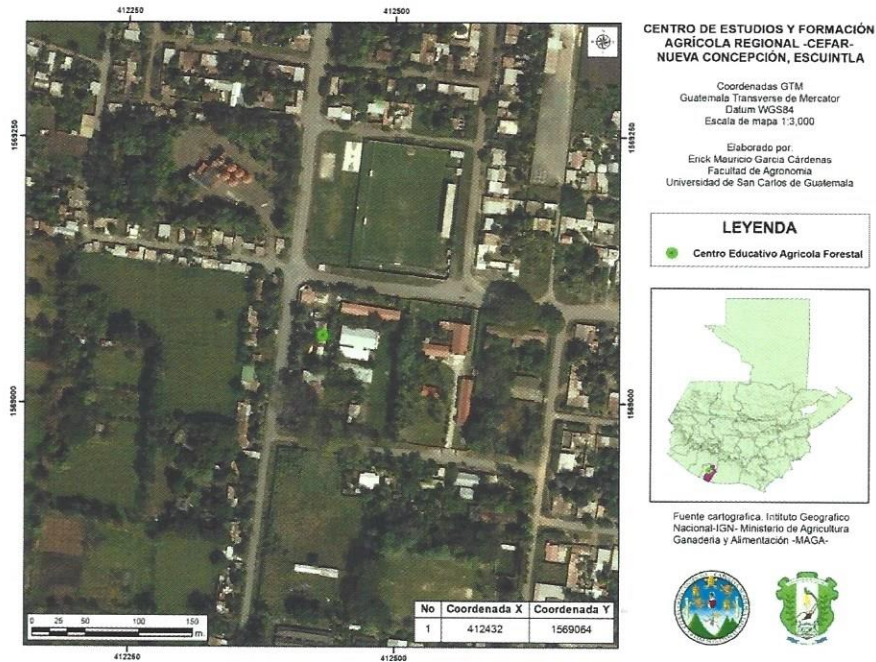 412250
412500
CENTRO DE ESTUDIOS Y FORMACIÓN
AGRÍCOLA REGIONAL -CEFAR-
NUEVA CONCEPCIÓN, ESCUINTLA
Coordenadas GTM
Guatemala Transverse de Mercator
Datum WGS84
Escala de mapa 1:3,000
Elaborado por:
Erick Mauricio Garcia Cárdenas
Facultad de Agronomia
Universidad de San Carlos de Guatemala
1569250
1569250
LEYENDA
Centro Educativo Agricola Forestal
1569000
1569000
Fuente cartografica. Intituto Geografico
Nacional-IGN- Ministerio de Agricultura
Ganaderia y Alimentación -MAGA-
0 25 50 100 150
m.
No Coordenada X Coordenada Y
1 412432 1569064
412250
412500